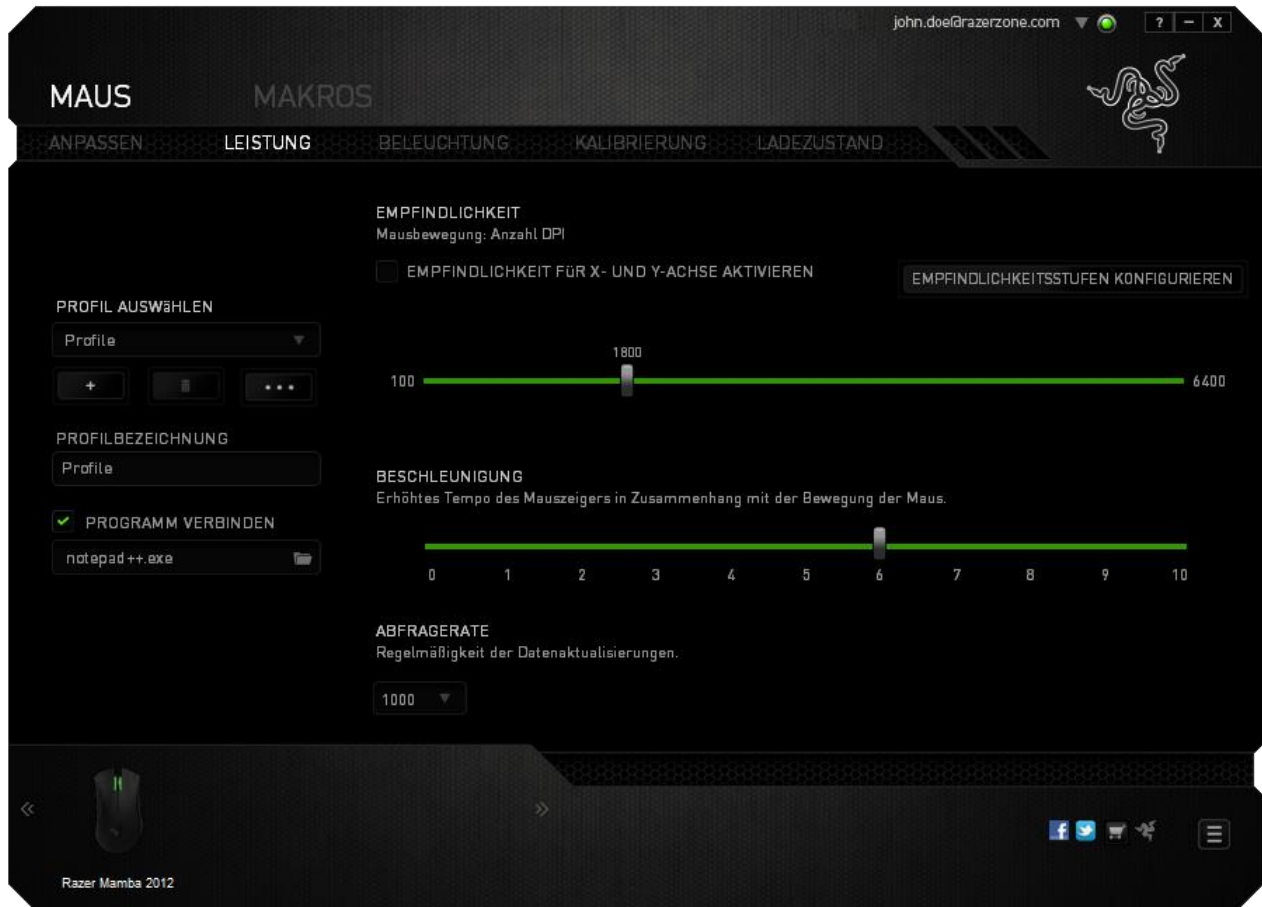 john.doe@razerzone.com
? – X
MAUS MAKROS
ANPASSEN LEISTUNG BELEUCHTUNG KALIBRIERUNG LADEZUSTAND
PROFIL AUSWäHLEN
Profile
+ •••
PROFILBEZEICHNUNG
Profile
PROGRAMM VERBINDEN
notepad++.exe
EMPFINDLICHKEIT
Mausbewegung: Anzahl DPI
EMPFINDLICHKEIT FüR X- UND Y-ACHSE AKTIVIEREN
EMPFINDLICHKEITSSTUFEN KONFIGURIEREN
1800
100 6400
BESCHLEUNIGUNG
Erhöhtes Tempo des Mauszeigers in Zusammenhang mit der Bewegung der Maus.
0 1 2 3 4 5 6 7 8 9 10
ABFRAGERATE
Regelmäßigkeit der Datenaktualisierungen.
1000
Razer Mamba 2012